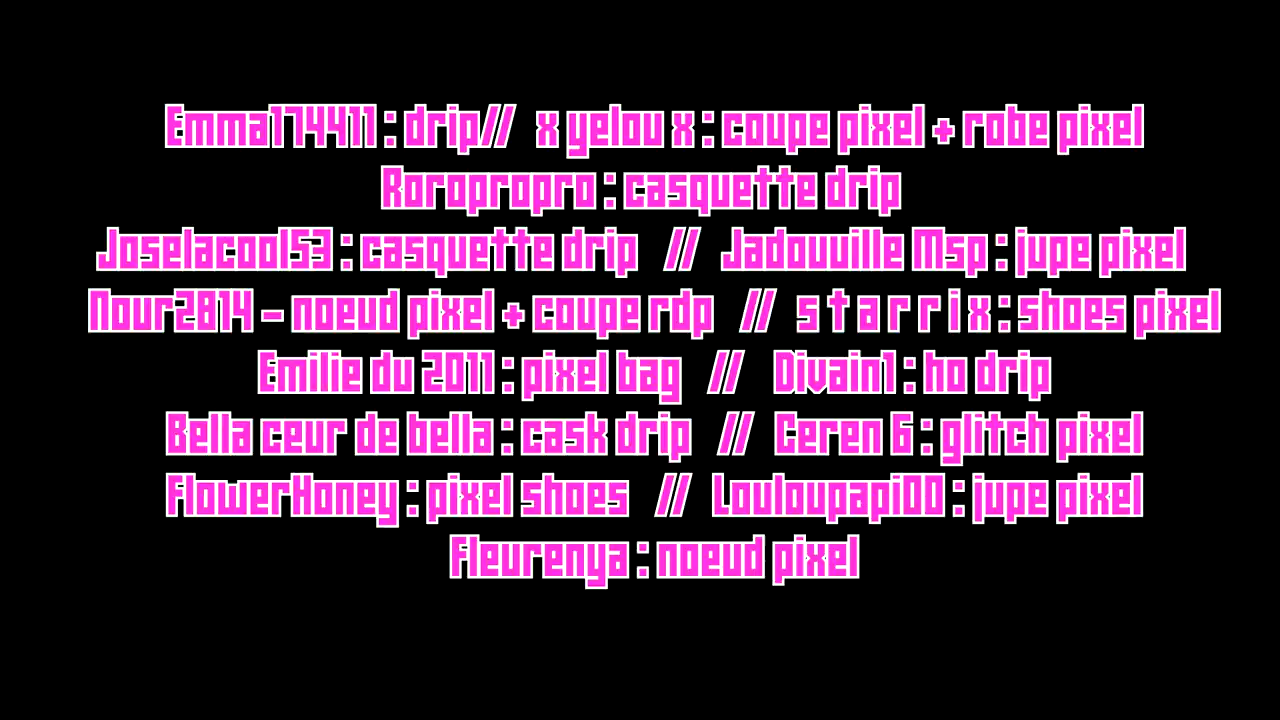 Emma174411 : drip// x yelou x : coupe pixel + robe pixel
Roropropro : casquette drip
Joselacool53 : casquette drip // Jadouuille Msp : jupe pixel
Nour2814 - noeud pixel + coupe rdp // s t a r r i x : shoes pixel
Emilie du 2011 : pixel bag // Divain1 : ho drip
Bella ceur de bella : cask drip // Ceren 6 : glitch pixel
FlowerHoney : pixel shoes // Louloupapi00 : jupe pixel
Fleurenya : noeud pixel